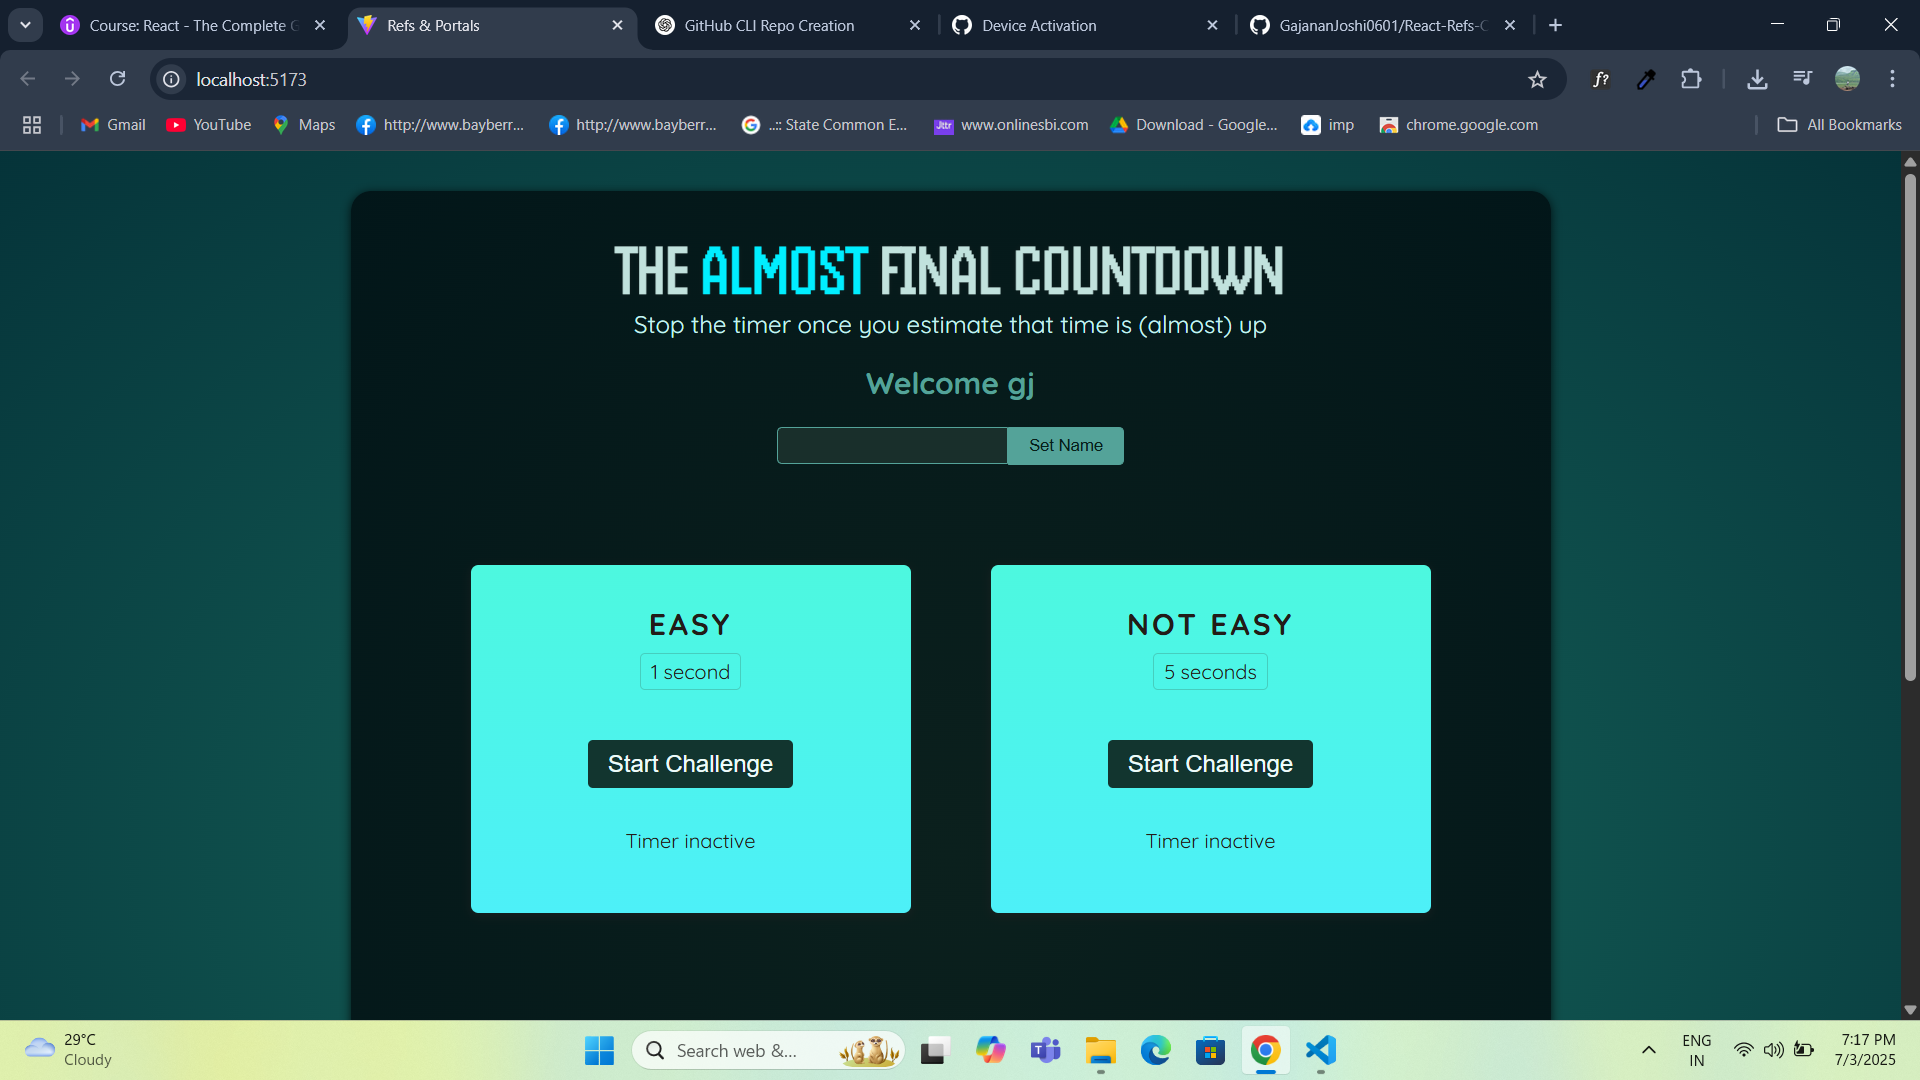 Course: React - The Complete G
Refs & Portals
GitHub CLI Repo Creation
Device Activation
GajananJoshi0601/React-Refs-C
localhost:5173
f?
Gmail
YouTube
Maps
http://www.bayberr...
http://www.bayberr...
..:: State Common E...
Jttr
www.onlinesbi.com
Download - Google...
imp
chrome.google.com
All Bookmarks
THE ALMOST FINAL COUNTDOWN
Stop the timer once you estimate that time is (almost) up
Welcome gj
Set Name
EASY
1 second
Start Challenge
Timer inactive
NOT EASY
5 seconds
Start Challenge
Timer inactive
29°C
Cloudy
Search web &...
ENG
IN
7:17 PM
7/3/2025